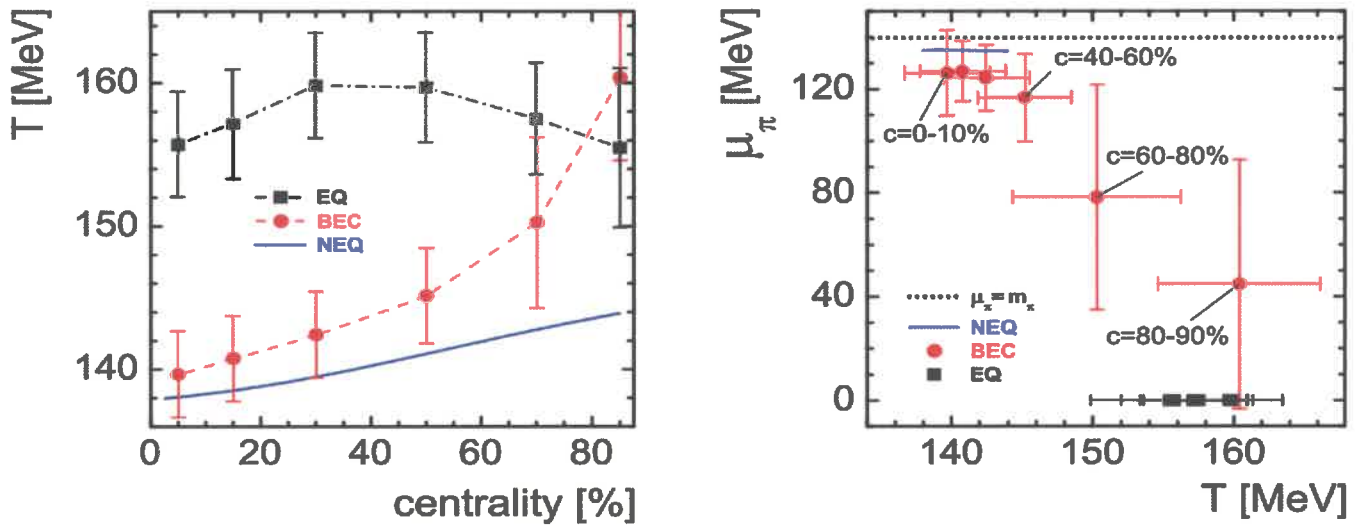 T [MeV]
160
150
140
EQ
BEC
NEQ
0
20
40
60
80
centrality [%]
μπ [MeV]
120
80
40
0
c=40-60%
c=0-10%
c=60-80%
c=80-90%
μπ=mπ
NEQ
BEC
EQ
140
150
160
T [MeV]